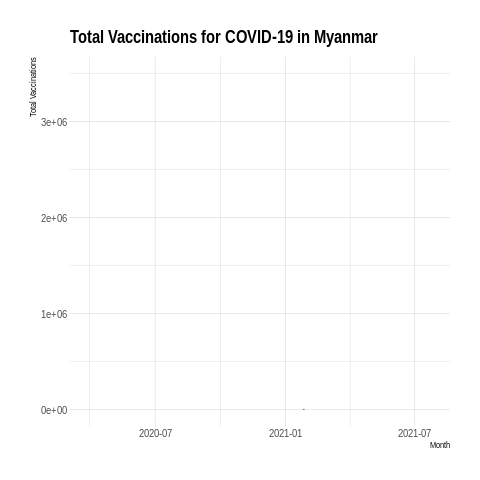 Total Vaccinations for COVID-19 in Myanmar
Total Vaccinations
3e+06
2e+06
1e+06
0e+00
2020-07
2021-01
2021-07
Month